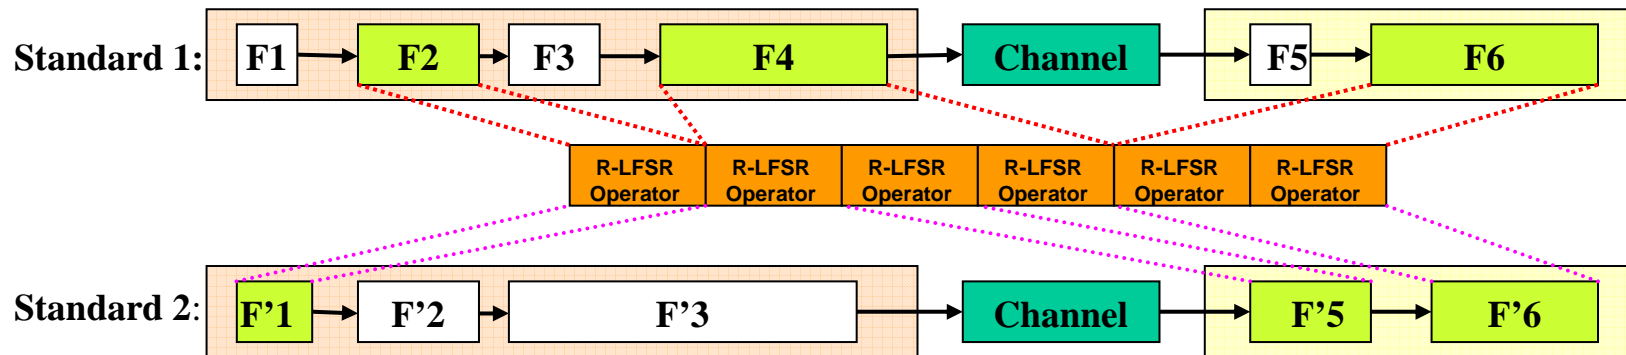 Standard 1: F1 F2 F3 F4 Channel F5 F6
R-LFSR R-LFSR R-LFSR R-LFSR R-LFSR R-LFSR
Operator Operator Operator Operator Operator Operator
Standard 2: F’1 F’2 F’3 Channel F’5 F’6